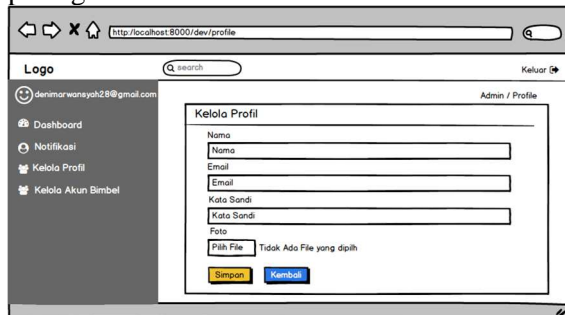 http:/localhost:8000/dev/profile
Logo
search
Keluar
denimarwansyah28@gmail.com
Admin / Profile
Dashboard
Notifikasi
Kelola Profil
Kelola Akun Bimbel
Kelola Profil
Nama
Nama
Email
Email
Kata Sandi
Kata Sandi
Foto
Pilih File Tidak Ada File yang dipilh
Simpan Kembali